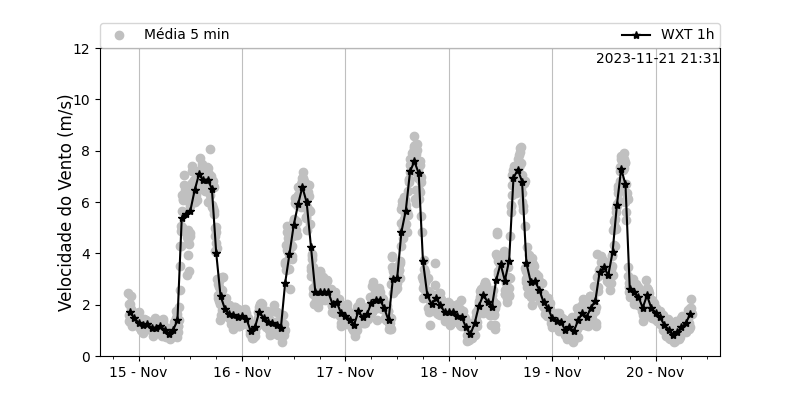 Média 5 min
WXT 1h
2023-11-21 21:31
Velocidade do Vento (m/s)
12
10
8
6
4
2
0
15 - Nov
16 - Nov
17 - Nov
18 - Nov
19 - Nov
20 - Nov